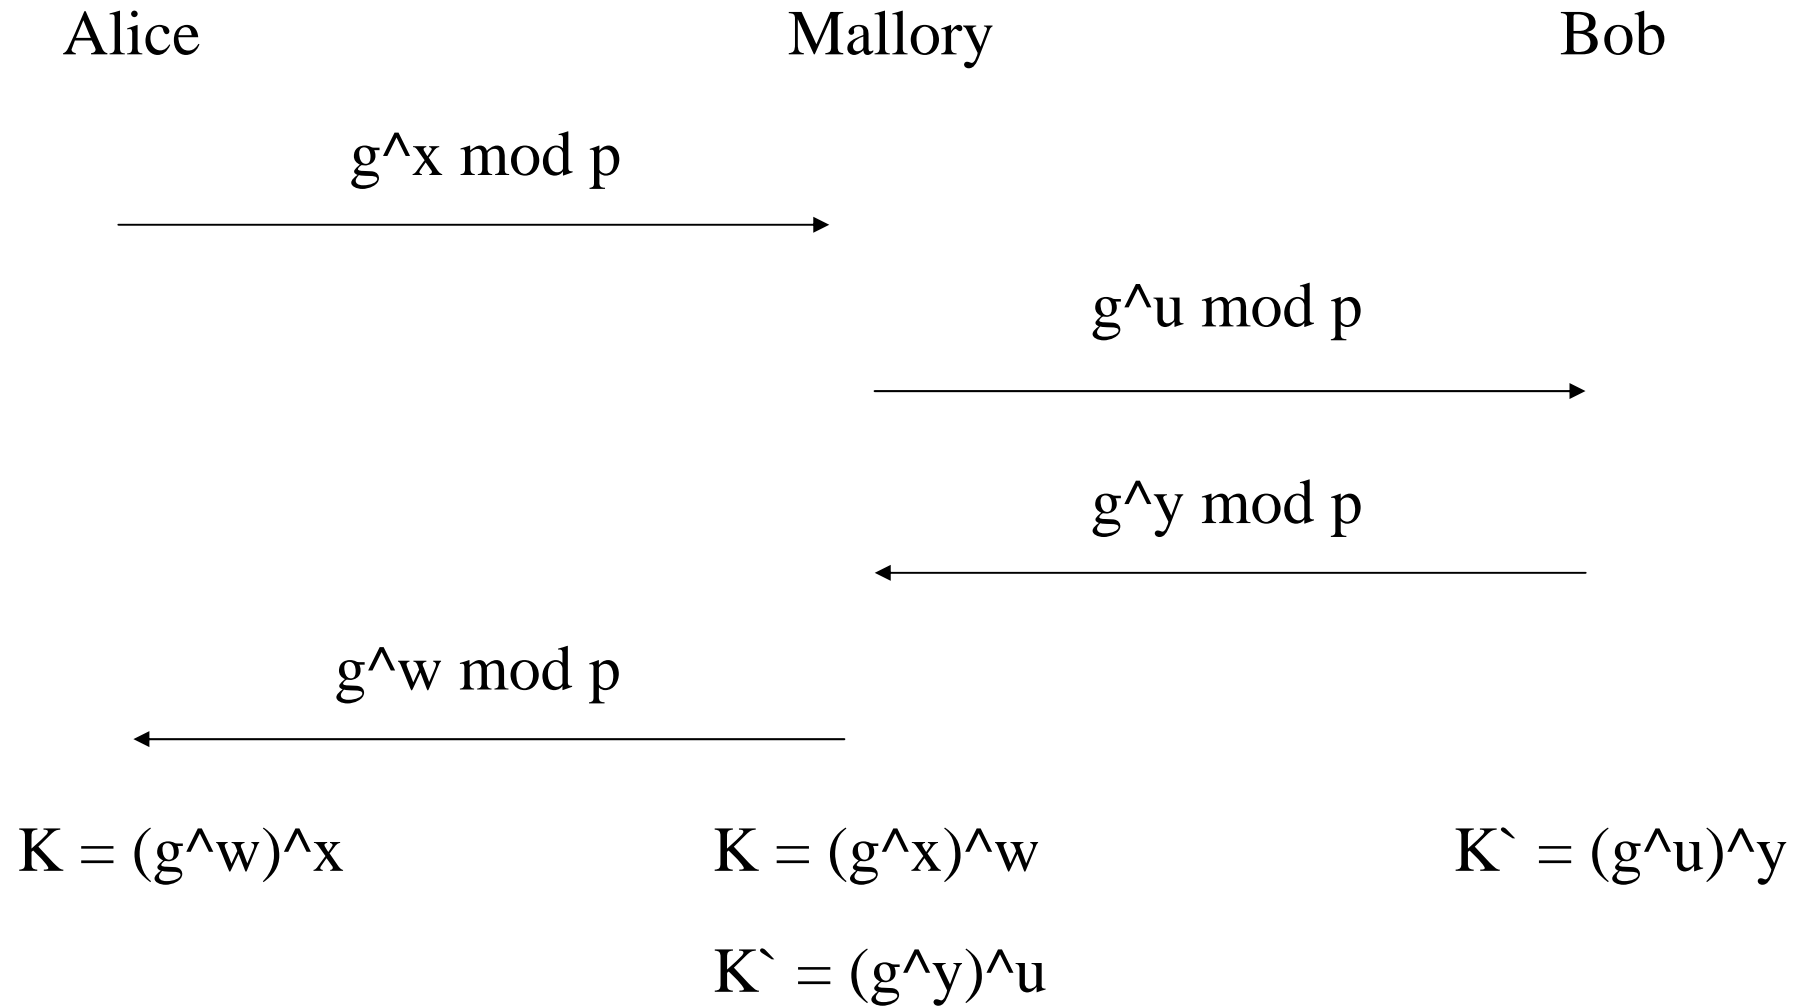 Alice Mallory Bob
g^x mod p
g^u mod p
g^y mod p
g^w mod p
K = (g^w)^x K = (g^x)^w K` = (g^u)^y
K` = (g^y)^u